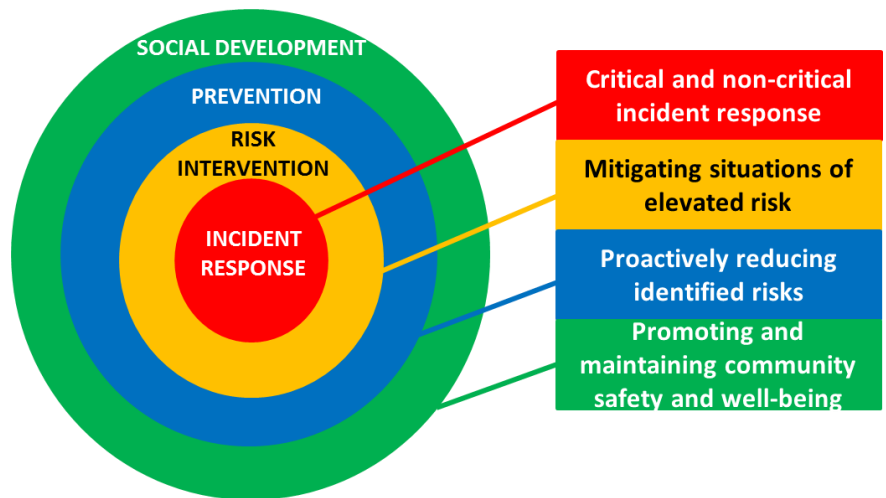 SOCIAL DEVELOPMENT
PREVENTION
RISK
INTERVENTION
INCIDENT
RESPONSE
Critical and non-critical
incident response
Mitigating situations of
elevated risk
Proactively reducing
identified risks
Promoting and
maintaining community
safety and well-being